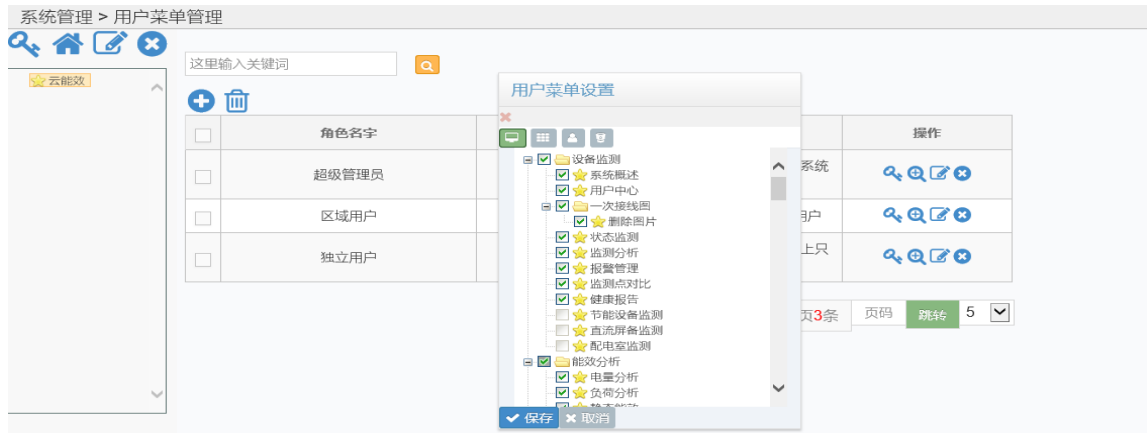 系统管理 > 用户菜单管理
云能效
这里输入关键词
角色名字
操作
超级管理员
系统
区域用户
用户
独立用户
上只
页3条
页码
跳转
5
用户菜单设置
设备监测
系统概述
用户中心
一次接线图
删除图片
状态监测
监测分析
报警管理
监测点对比
健康报告
节能设备监测
直流屏备监测
配电室监测
能效分析
电量分析
负荷分析
保存
取消